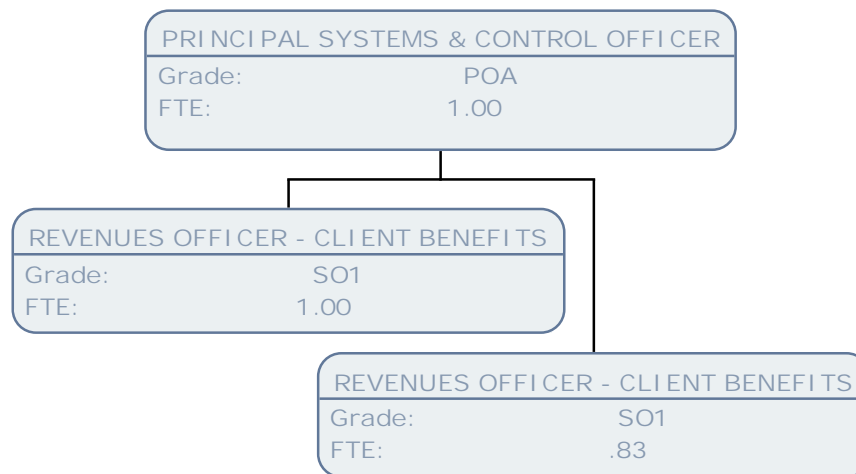 PRINCIPAL SYSTEMS & CONTROL OFFICER
Grade: POA
FTE: 1.00
REVENUES OFFICER - CLIENT BENEFITS
Grade: SO1
FTE: 1.00
REVENUES OFFICER - CLIENT BENEFITS
Grade: SO1
FTE: .83